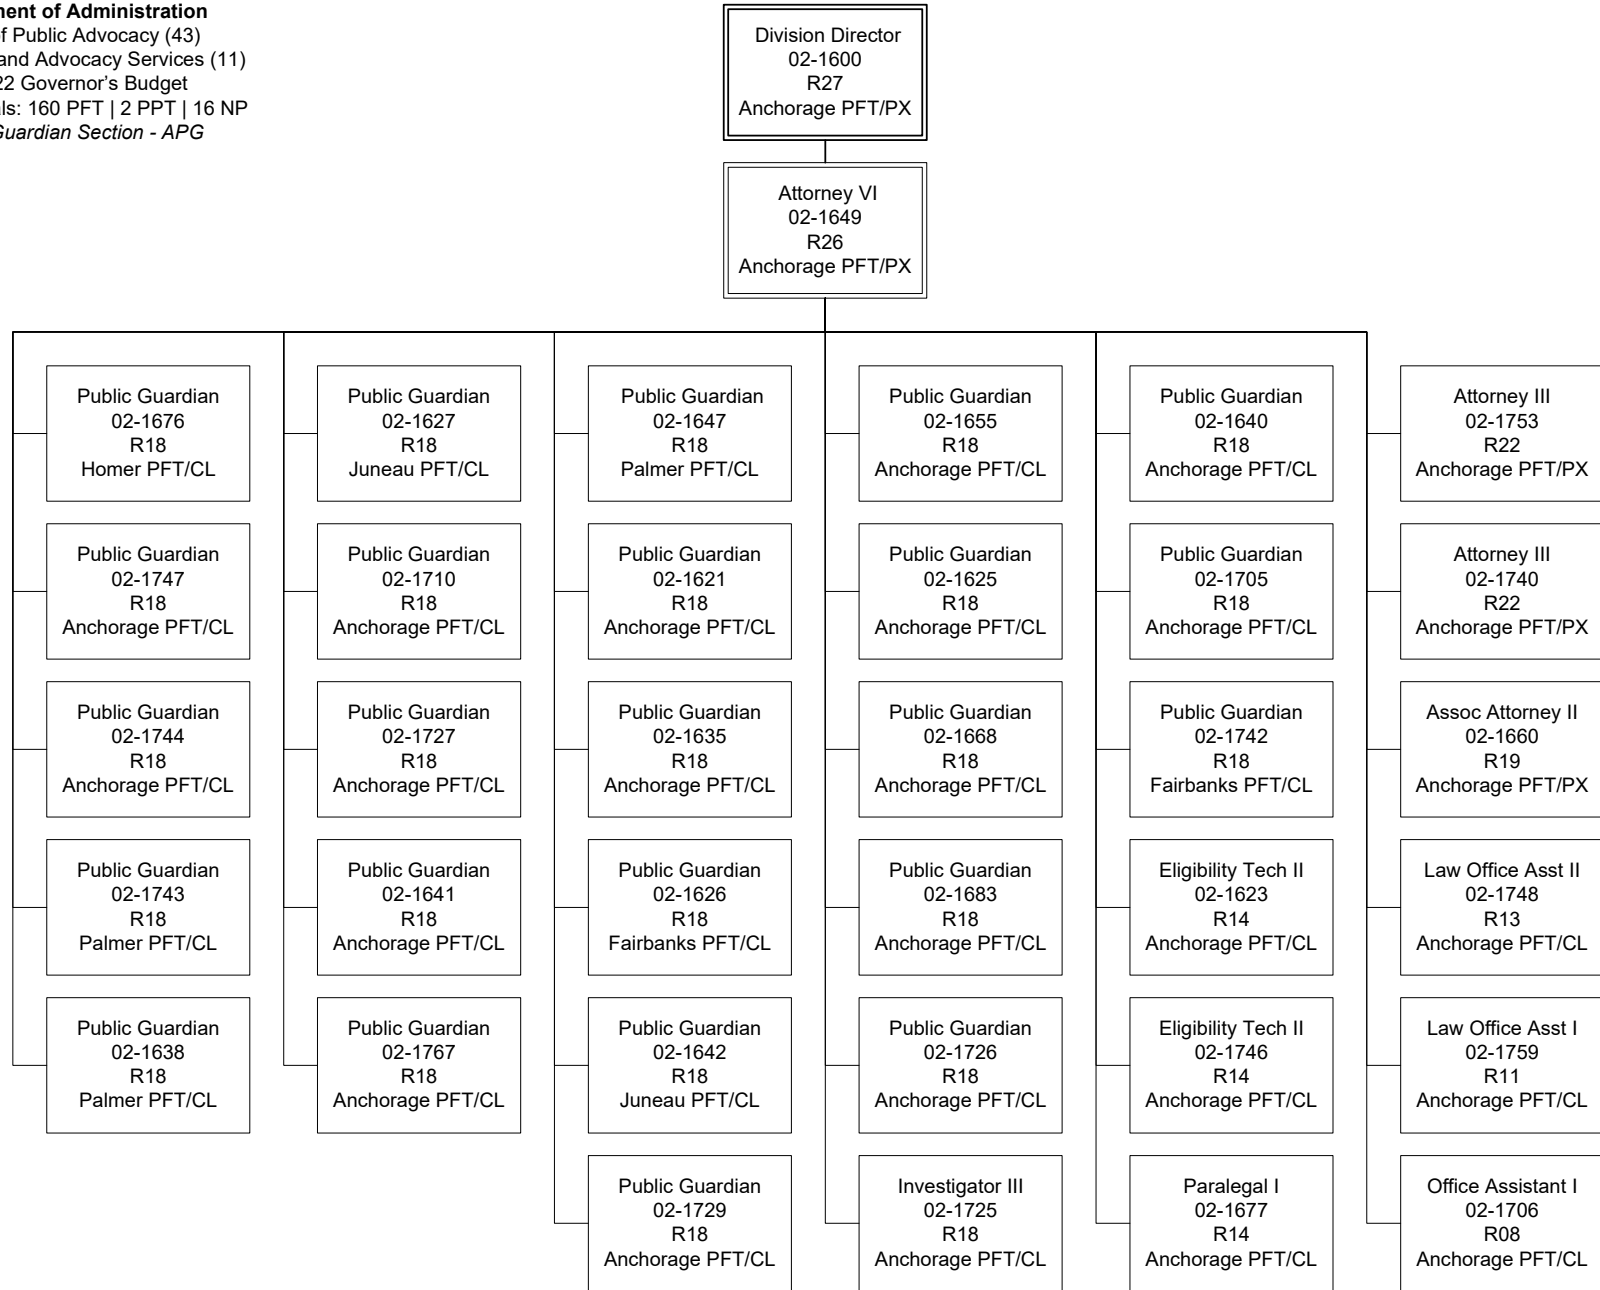 ment of Administration
f Public Advocacy (43)
and Advocacy Services (11)
22 Governor's Budget
ls: 160 PFT | 2 PPT | 16 NP
Guardian Section - APG
Division Director
02-1600
R27
Anchorage PFT/PX
Attorney VI
02-1649
R26
Anchorage PFT/PX
Public Guardian
02-1676
R18
Homer PFT/CL
Public Guardian
02-1627
R18
Juneau PFT/CL
Public Guardian
02-1647
R18
Palmer PFT/CL
Public Guardian
02-1655
R18
Anchorage PFT/CL
Public Guardian
02-1640
R18
Anchorage PFT/CL
Attorney III
02-1753
R22
Anchorage PFT/PX
Public Guardian
02-1747
R18
Anchorage PFT/CL
Public Guardian
02-1710
R18
Anchorage PFT/CL
Public Guardian
02-1621
R18
Anchorage PFT/CL
Public Guardian
02-1625
R18
Anchorage PFT/CL
Public Guardian
02-1705
R18
Anchorage PFT/CL
Attorney III
02-1740
R22
Anchorage PFT/PX
Public Guardian
02-1744
R18
Anchorage PFT/CL
Public Guardian
02-1727
R18
Anchorage PFT/CL
Public Guardian
02-1635
R18
Anchorage PFT/CL
Public Guardian
02-1668
R18
Anchorage PFT/CL
Public Guardian
02-1742
R18
Fairbanks PFT/CL
Assoc Attorney II
02-1660
R19
Anchorage PFT/PX
Public Guardian
02-1743
R18
Palmer PFT/CL
Public Guardian
02-1641
R18
Anchorage PFT/CL
Public Guardian
02-1626
R18
Fairbanks PFT/CL
Public Guardian
02-1683
R18
Anchorage PFT/CL
Eligibility Tech II
02-1623
R14
Anchorage PFT/CL
Law Office Asst II
02-1748
R13
Anchorage PFT/CL
Public Guardian
02-1638
R18
Palmer PFT/CL
Public Guardian
02-1767
R18
Anchorage PFT/CL
Public Guardian
02-1642
R18
Juneau PFT/CL
Public Guardian
02-1726
R18
Anchorage PFT/CL
Eligibility Tech II
02-1746
R14
Anchorage PFT/CL
Law Office Asst I
02-1759
R11
Anchorage PFT/CL
Public Guardian
02-1729
R18
Anchorage PFT/CL
Investigator III
02-1725
R18
Anchorage PFT/CL
Paralegal I
02-1677
R14
Anchorage PFT/CL
Office Assistant I
02-1706
R08
Anchorage PFT/CL